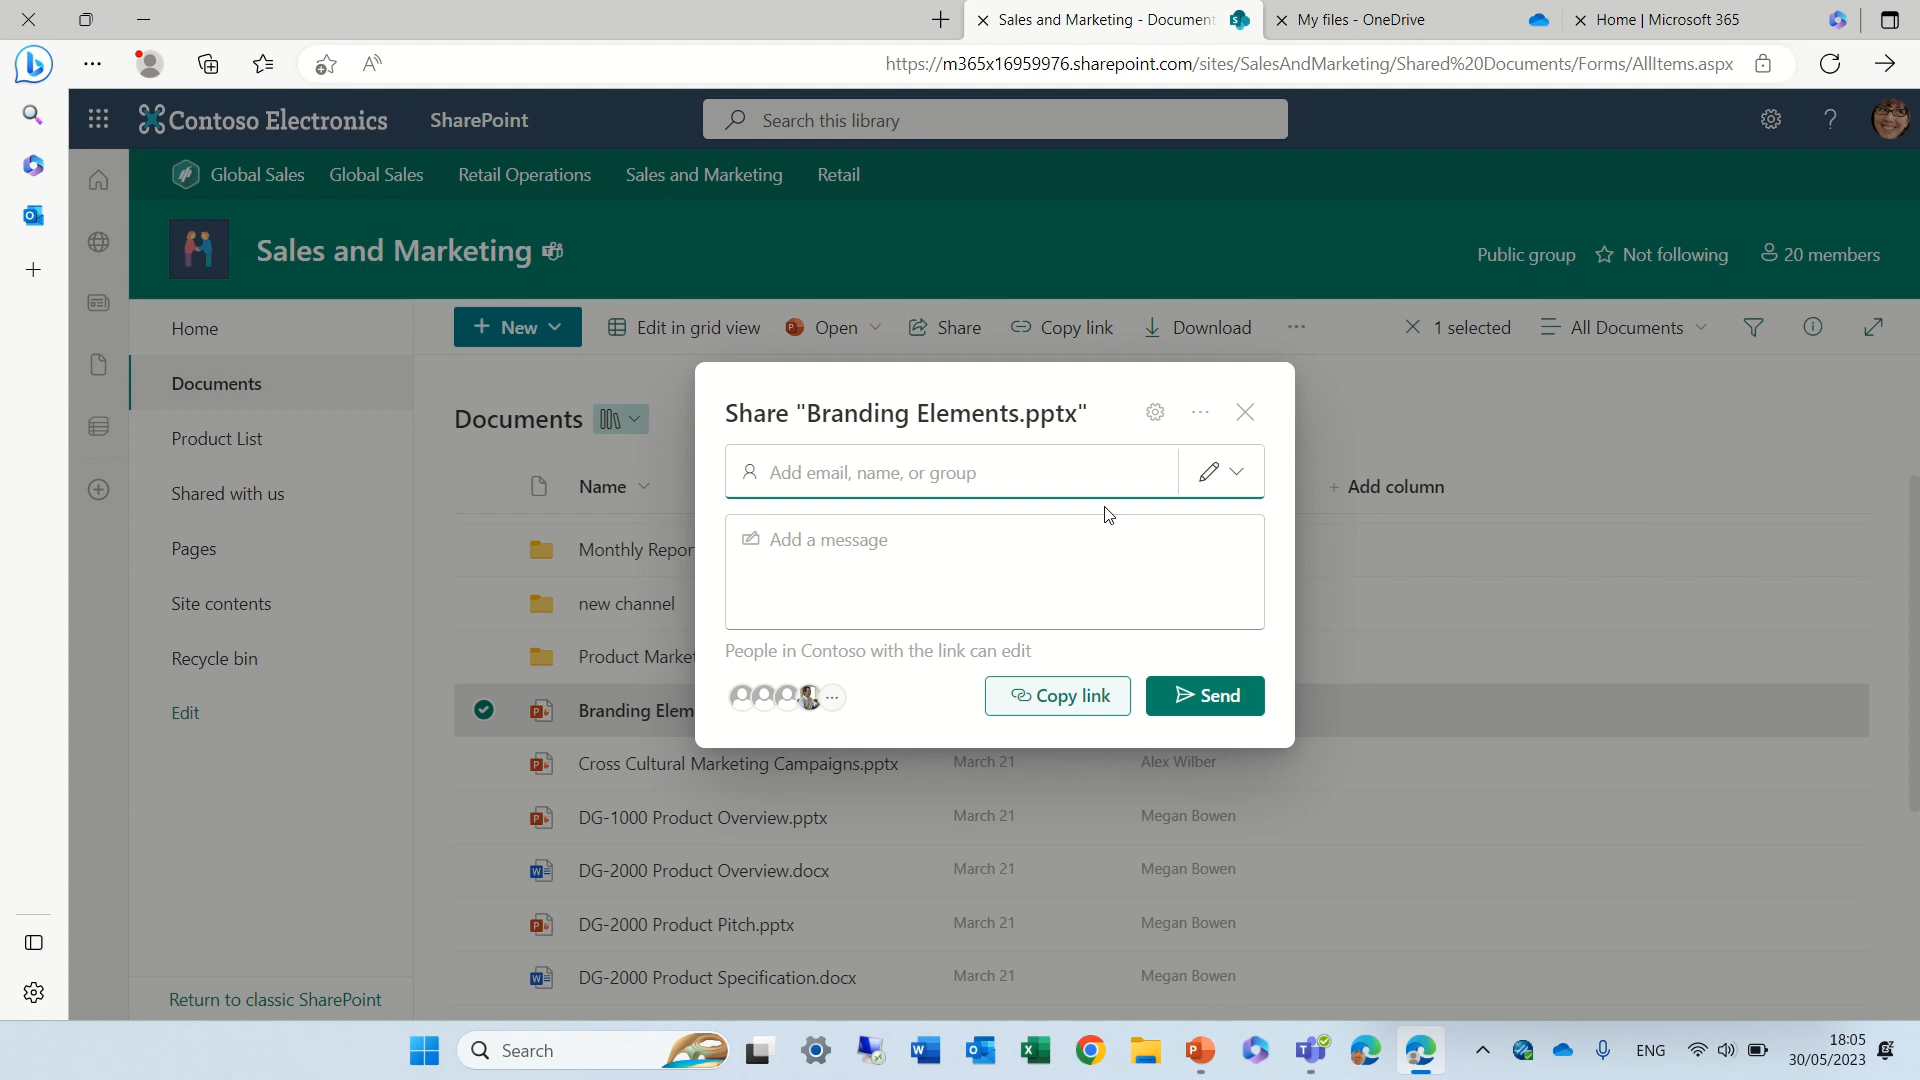 Sales and Marketing - Document
My files - OneDrive
Home | Microsoft 365
https://m365x16959976.sharepoint.com/sites/SalesAndMarketing/Shared%20Documents/Forms/AllItems.aspx
Contoso Electronics
SharePoint
Search this library
Global Sales
Global Sales
Retail Operations
Sales and Marketing
Retail
Sales and Marketing
Public group
Not following
20 members
Home
Documents
Product List
Shared with us
Pages
Site contents
Recycle bin
Edit
Return to classic SharePoint
New
Edit in grid view
Open
Share
Copy link
Download
1 selected
All Documents
Documents
Name
+ Add column
Monthly Repor
new channel
Product Market
Branding Elem
Cross Cultural Marketing Campaigns.pptx March 21 Alex Wilber
DG-1000 Product Overview.pptx March 21 Megan Bowen
DG-2000 Product Overview.docx March 21 Megan Bowen
DG-2000 Product Pitch.pptx March 21 Megan Bowen
DG-2000 Product Specification.docx March 21 Megan Bowen
Share "Branding Elements.pptx"
Add email, name, or group
Add a message
People in Contoso with the link can edit
Copy link
Send
Search
ENG
18:05
30/05/2023